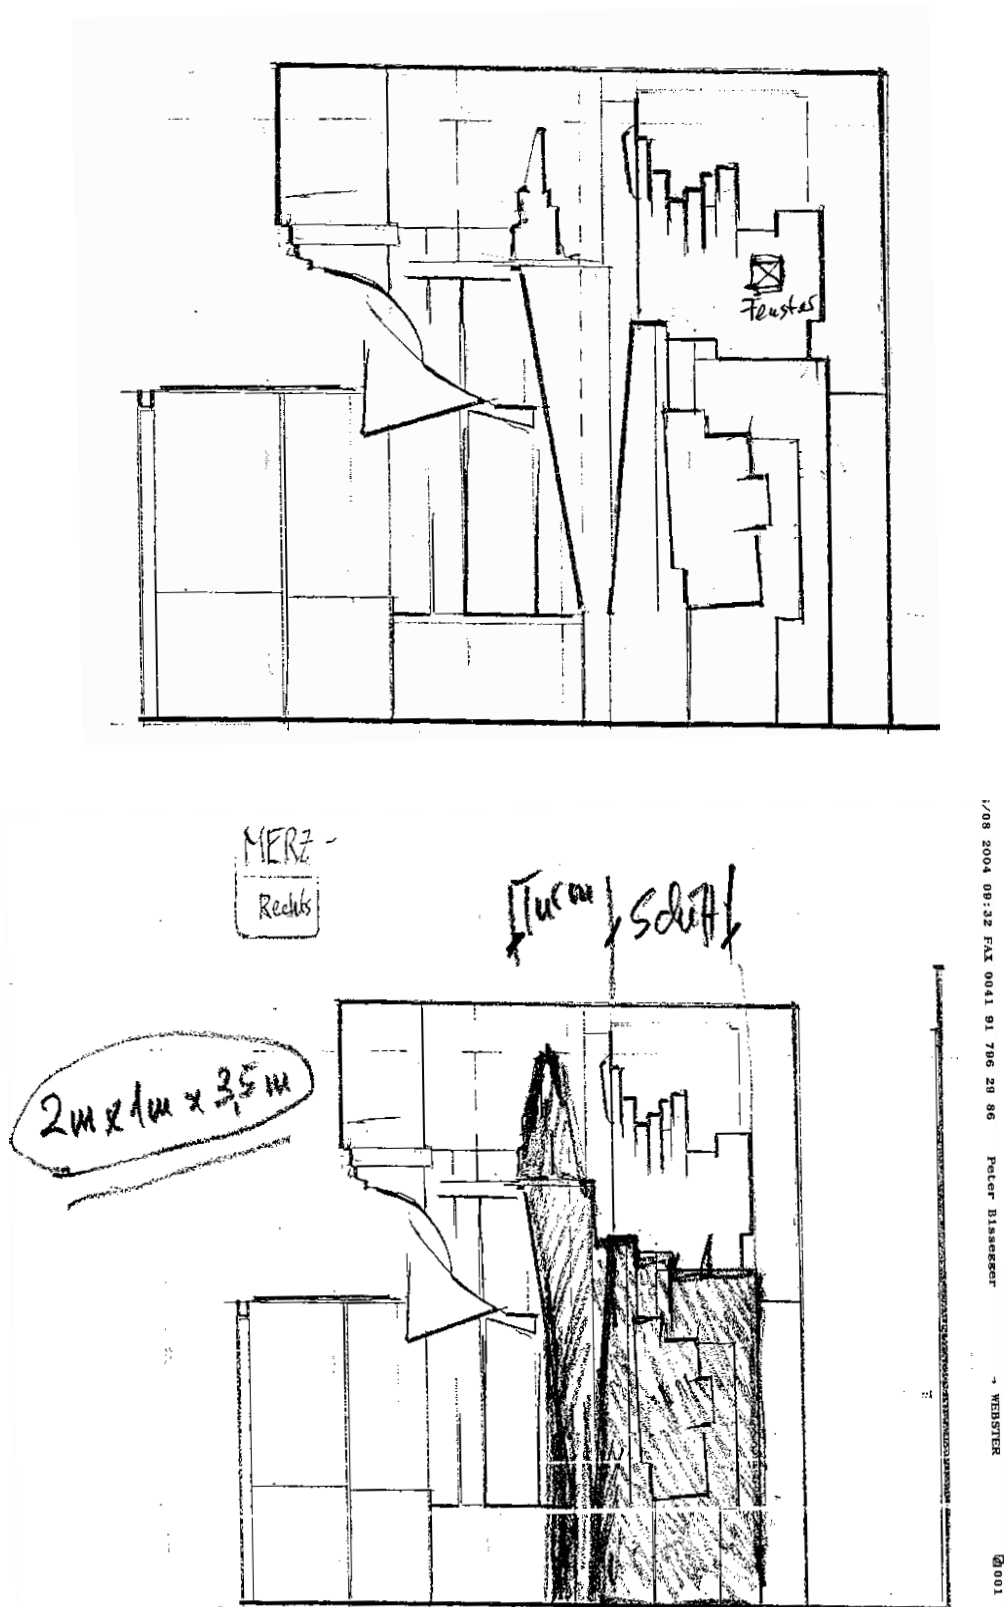 Fenster
MERZ-
Rechts
Turm
Schiff
2m x 1m x 3,5m
/08 2004 09:32 FAX 0041 91 796 29 86 Peter Bissegger → WEBSTER 001